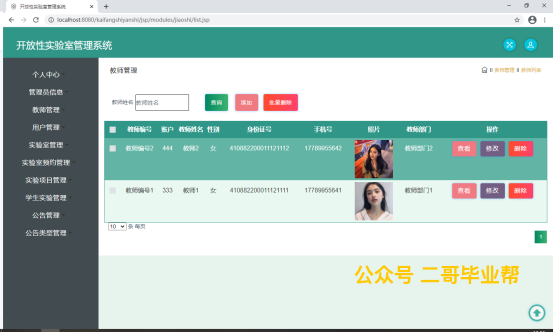 开放性实验室管理系统
localhost:8080/kaifangshiyanshi/jsp/modules/jiaoshi/list.jsp
开放性实验室管理系统
个人中心
管理员信息
教师管理
用户管理
实验室管理
实验室预约管理
实验项目管理
学生实验管理
公告管理
公告类型管理
教师管理
教师管理 教师列表
教师姓名 教师姓名 查询 添加 批量删除
教师编号 账户 教师姓名 性别 身份证号 手机号 照片 教师部门 操作
教师编号2 444 教师2 女 410882200011121112 17789955642 教师部门2 查看 修改 删除
教师编号1 333 教师1 女 410882200011121111 17789955641 教师部门1 查看 修改 删除
10 条 每页
1
公众号 二哥毕业帮